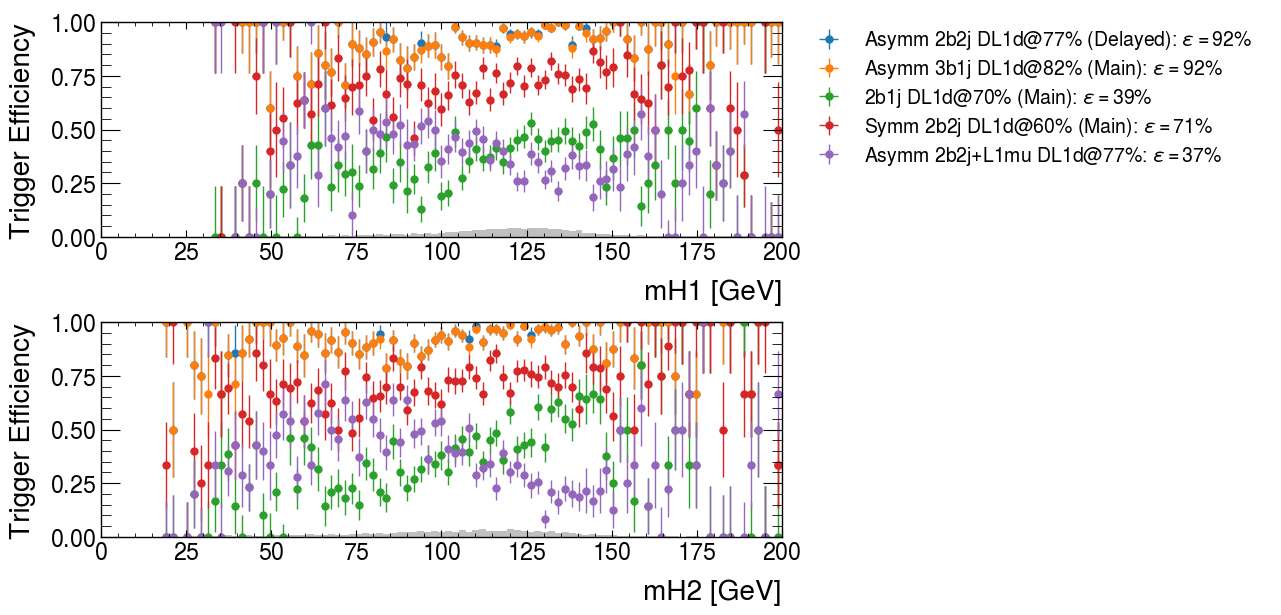 Trigger Efficiency
1.00
0.75
0.50
0.25
0.00
0 25 50 75 100 125 150 175 200
mH1 [GeV]
Asymm 2b2j DL1d@77% (Delayed): ε = 92%
Asymm 3b1j DL1d@82% (Main): ε = 92%
2b1j DL1d@70% (Main): ε = 39%
Symm 2b2j DL1d@60% (Main): ε = 71%
Asymm 2b2j+L1mu DL1d@77%: ε = 37%
Trigger Efficiency
1.00
0.75
0.50
0.25
0.00
0 25 50 75 100 125 150 175 200
mH2 [GeV]